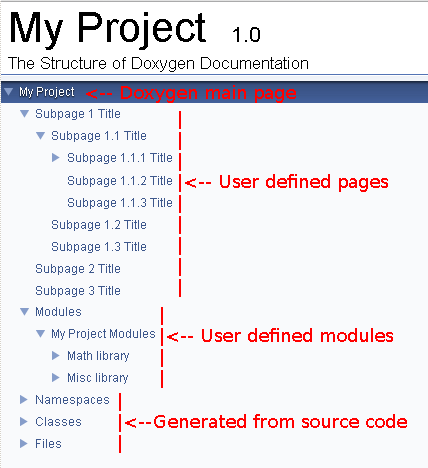 My Project 1.0
The Structure of Doxygen Documentation
My Project <-- Doxygen main page
Subpage 1 Title
Subpage 1.1 Title
Subpage 1.1.1 Title
Subpage 1.1.2 Title <-- User defined pages
Subpage 1.1.3 Title
Subpage 1.2 Title
Subpage 1.3 Title
Subpage 2 Title
Subpage 3 Title
Modules
My Project Modules <-- User defined modules
Math library
Misc library
Namespaces
Classes <--Generated from source code
Files